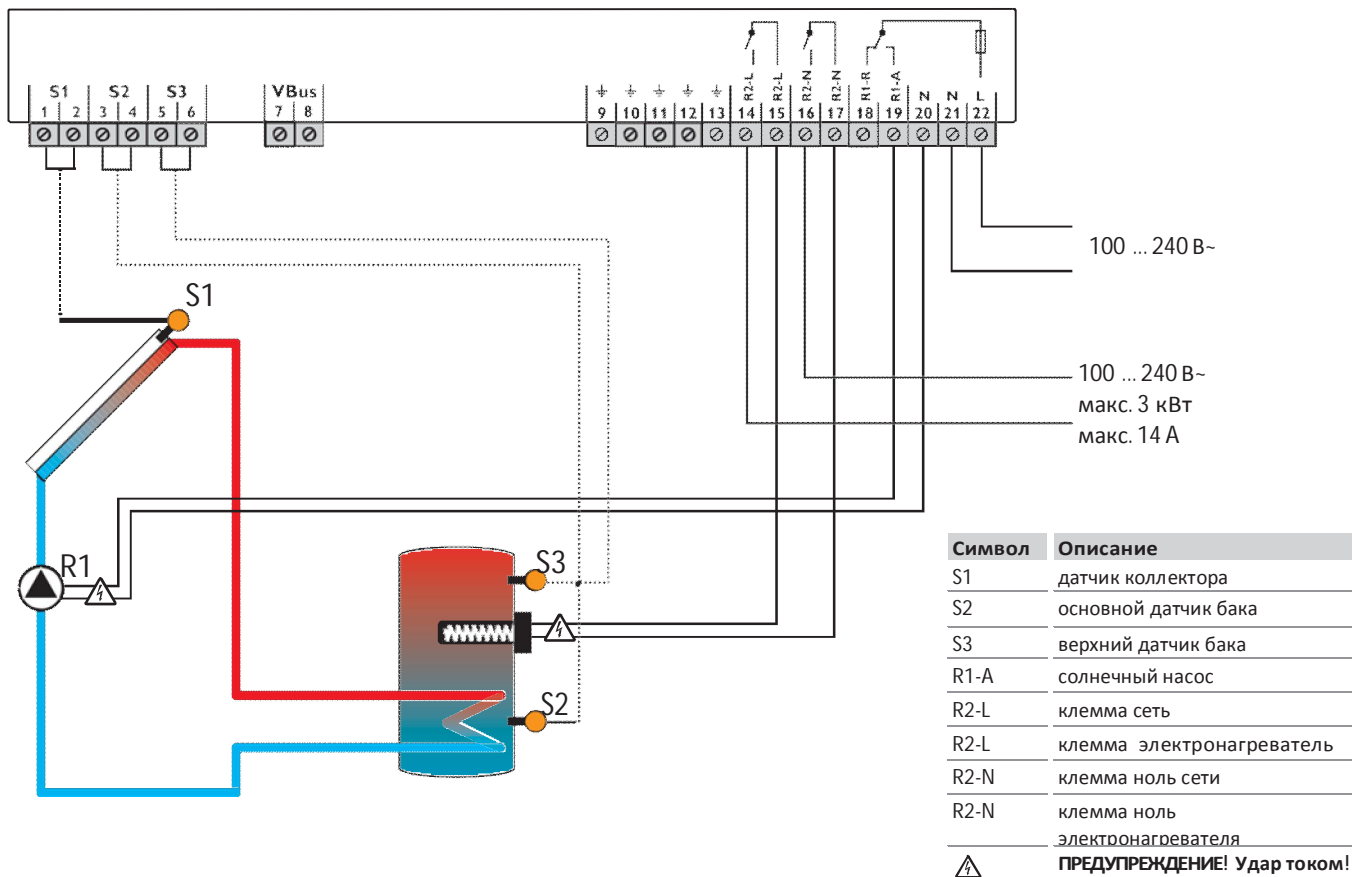 S1 S2 S3 VBus
1 2 3 4 5 6 7 8
R2-L R2-L R2-N R2-N R1-R R1-A N N L
9 10 11 12 13 14 15 16 17 18 19 20 21 22
100 ... 240 В~
S1
100 ... 240 В~
макс. 3 кВт
макс. 14 А
R1
S3
S2
Символ Описание
S1 датчик коллектора
S2 основной датчик бака
S3 верхний датчик бака
R1-A солнечный насос
R2-L клемма сеть
R2-L клемма электронагреватель
R2-N клемма ноль сети
R2-N клемма ноль
электронагревателя
ПРЕДУПРЕЖДЕНИЕ! Удар током!